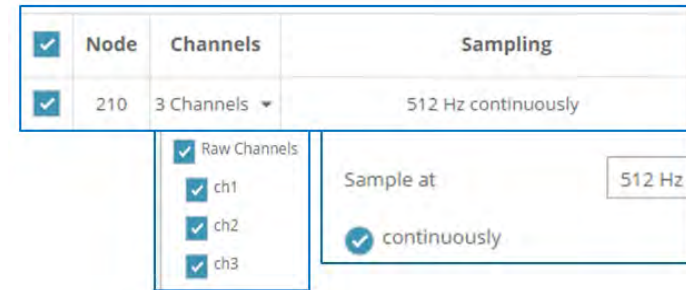 Node Channels Sampling
210 3 Channels 512 Hz continuously
Raw Channels
ch1
ch2
ch3
Sample at 512 Hz
continuously